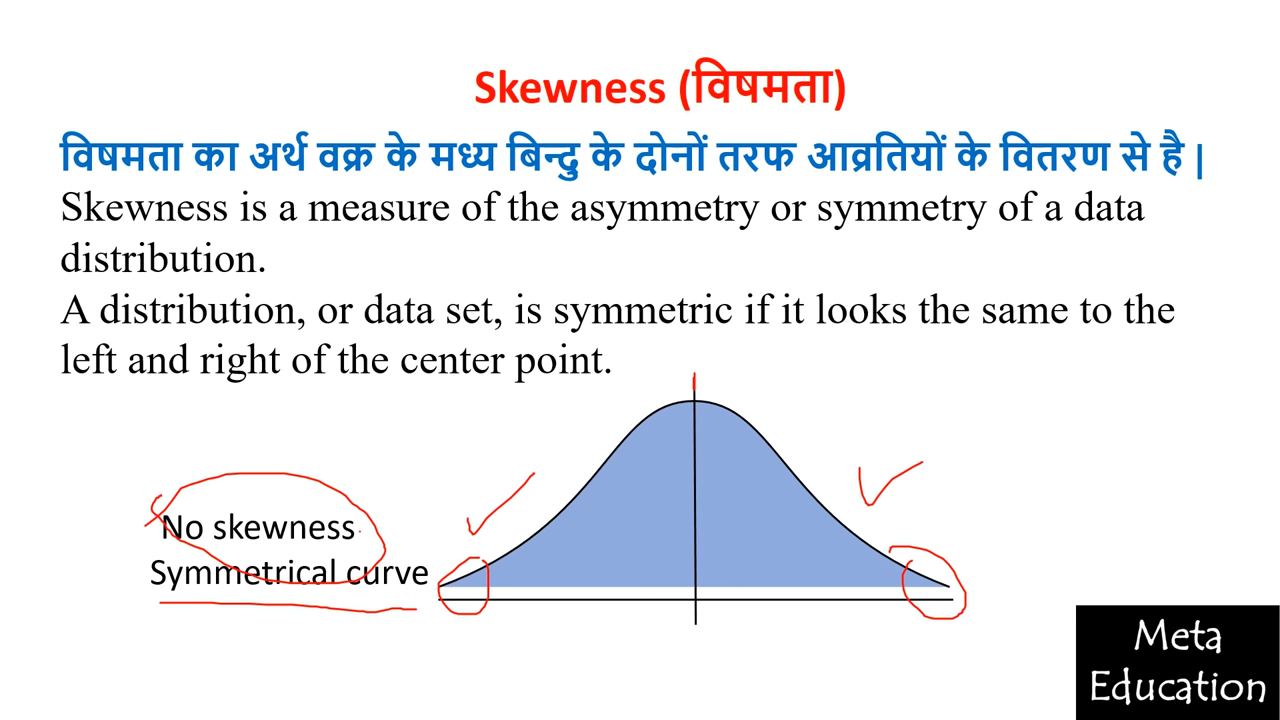 Skewness (विषमता)
विषमता का अर्थ वक्र के मध्य बिन्दु के दोनों तरफ आव्रतियों के वितरण से है |
Skewness is a measure of the asymmetry or symmetry of a data
distribution.
A distribution, or data set, is symmetric if it looks the same to the
left and right of the center point.
No skewness
Symmetrical curve
Meta
Education